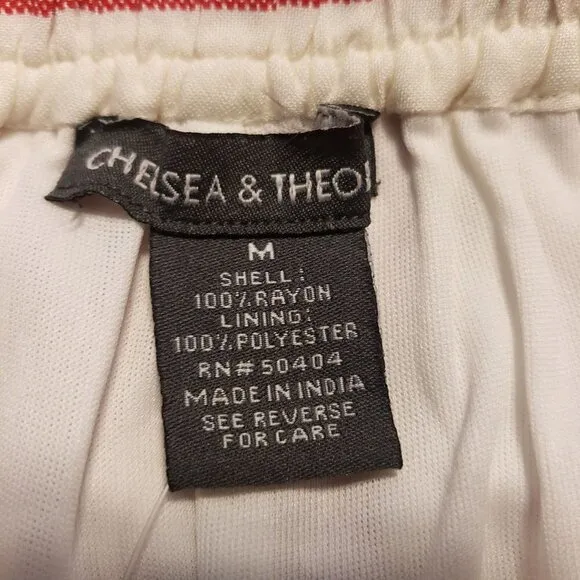 CHELSEA & THEO
M
SHELL:
100% RAYON
LINING:
100% POLYESTER
RN# 50404
MADE IN INDIA
SEE REVERSE
FOR CARE